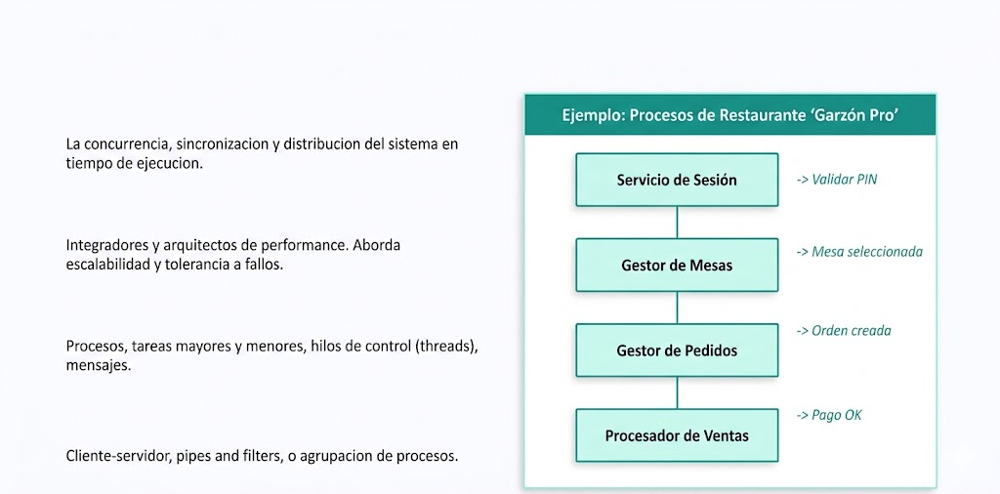 La concurrencia, sincronizacion y distribucion del sistema en
tiempo de ejecucion.
Integradores y arquitectos de performance. Aborda
escalabilidad y tolerancia a fallos.
Procesos, tareas mayores y menores, hilos de control (threads),
mensajes.
Cliente-servidor, pipes and filters, o agrupacion de procesos.
Ejemplo: Procesos de Restaurante ‘Garzón Pro’
Servicio de Sesión
-> Validar PIN
Gestor de Mesas
-> Mesa seleccionada
Gestor de Pedidos
-> Orden creada
Procesador de Ventas
-> Pago OK